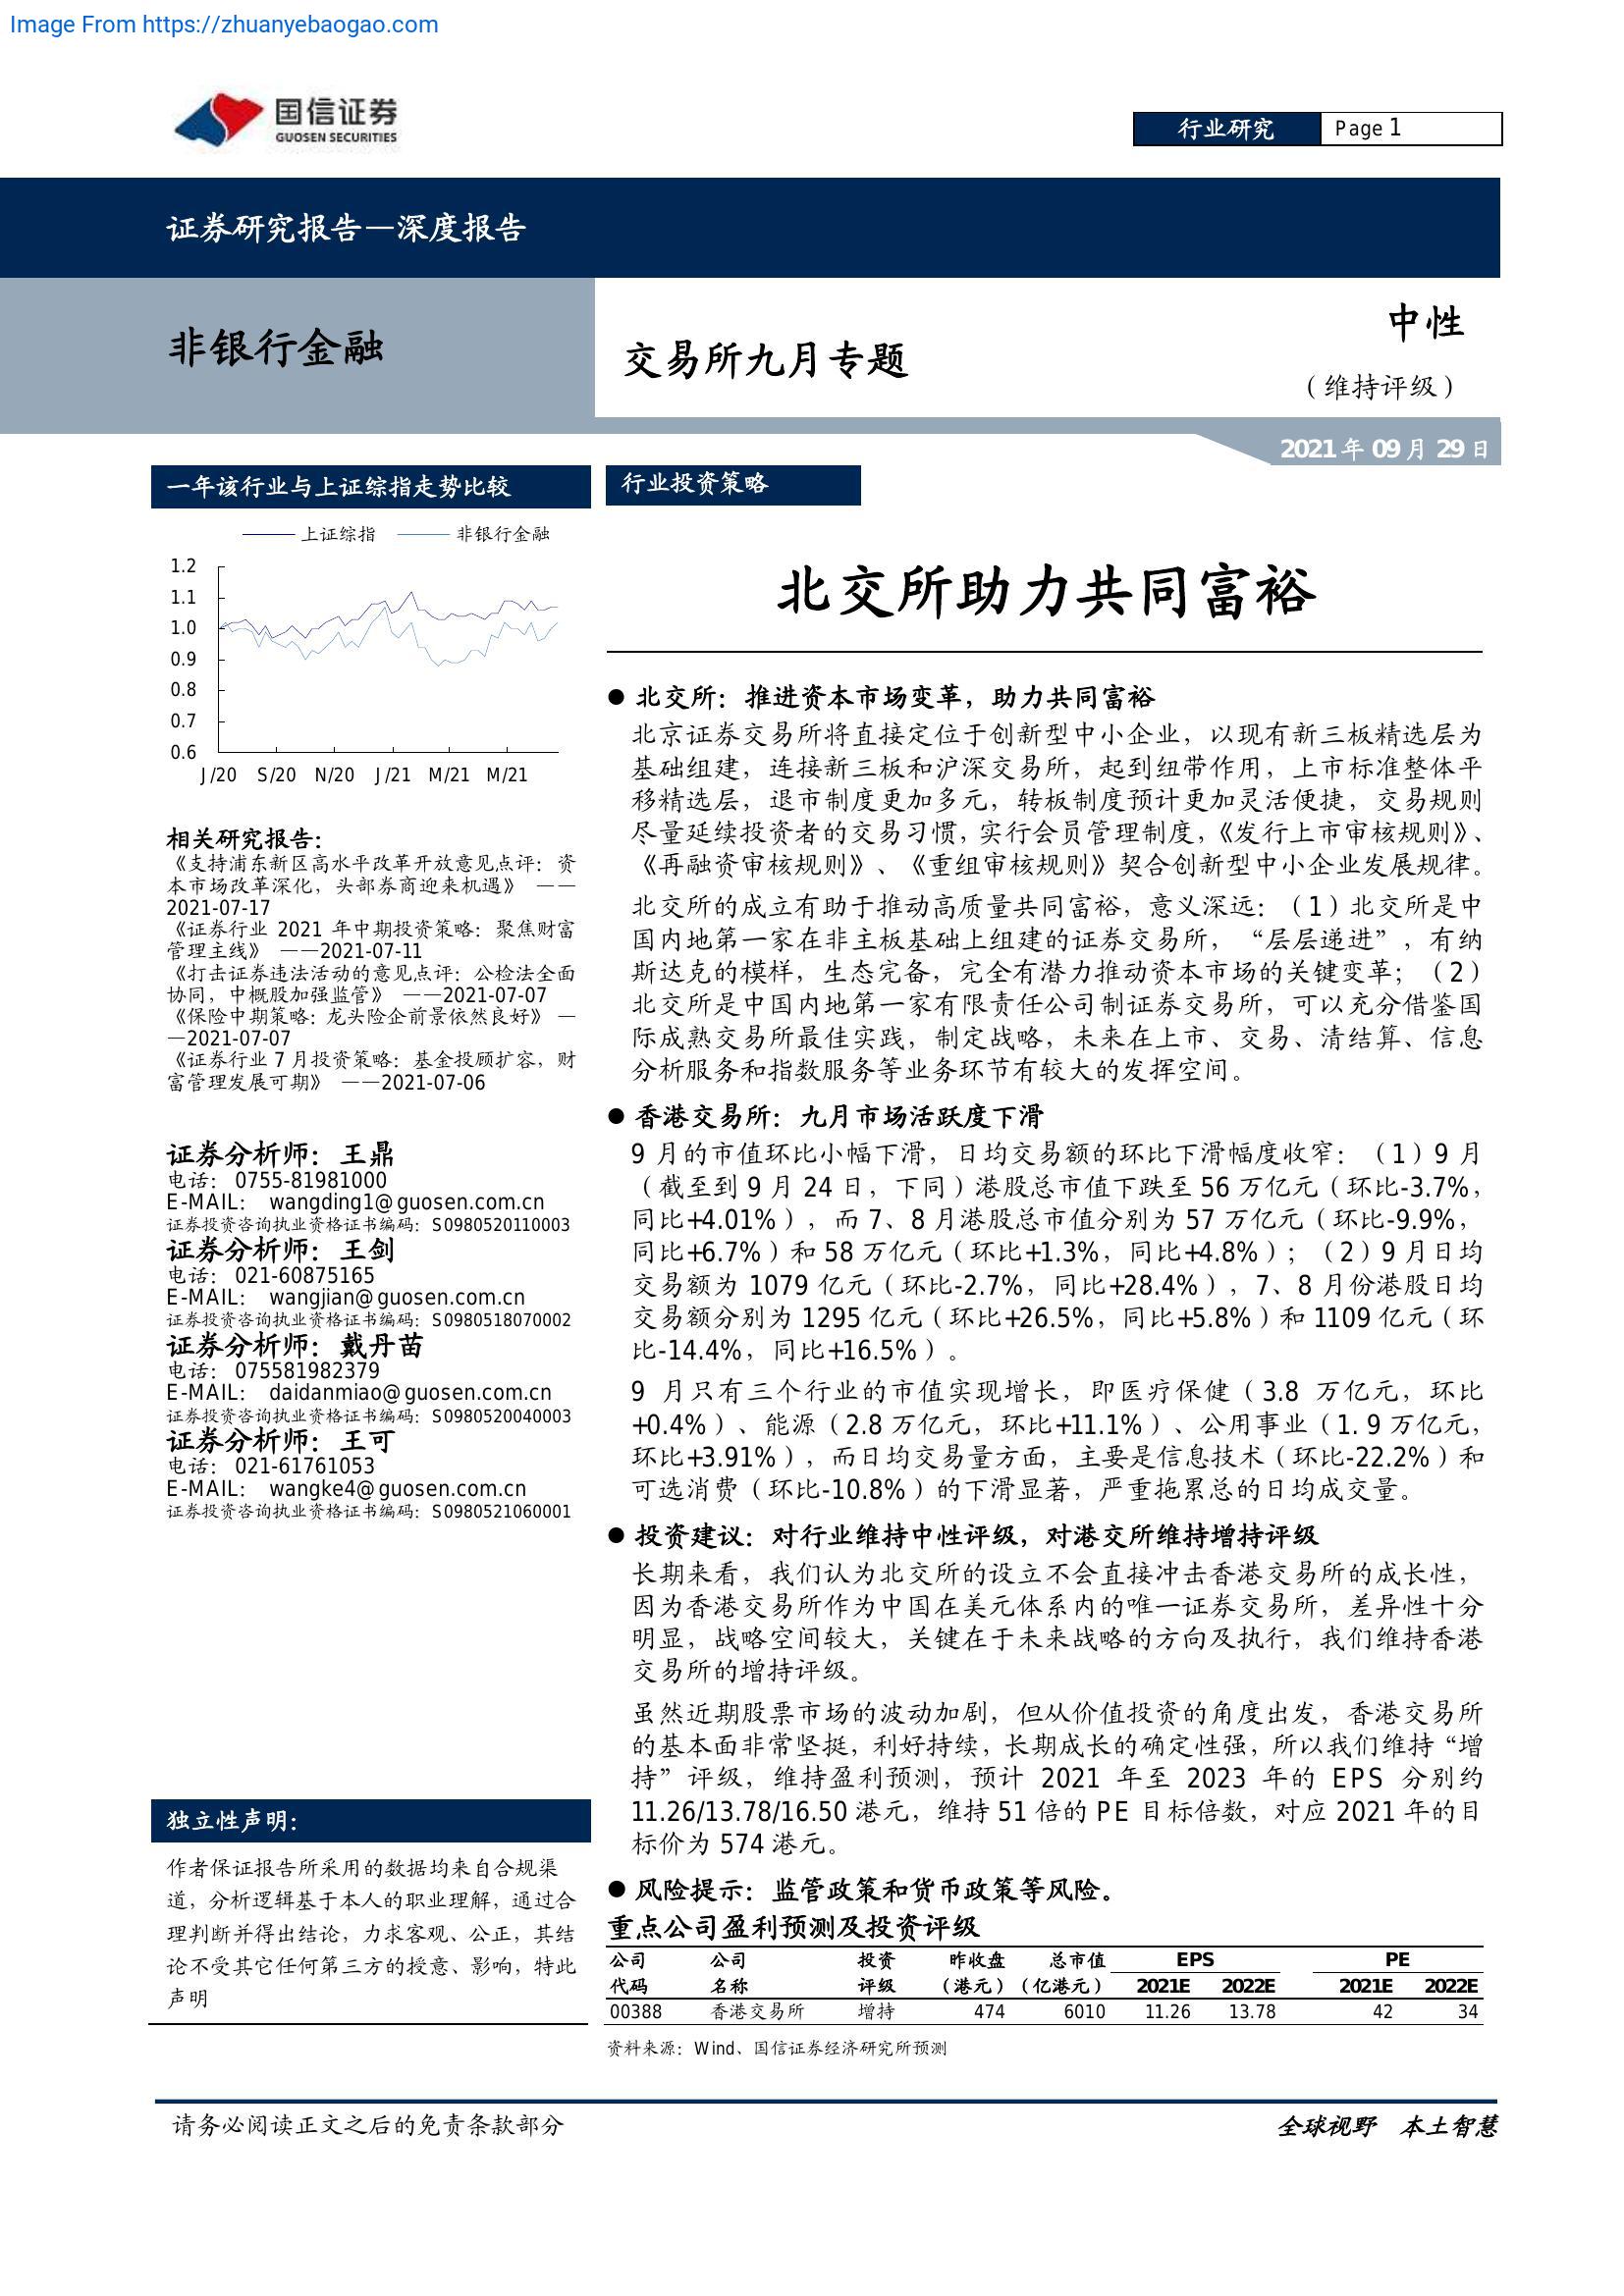 Image From https://zhuanyebaogao.com
国信证券
GUOSEN SECURITIES
行业研究
Page 1
证券研究报告—深度报告
非银行金融
交易所九月专题
中性
（维持评级）
2021 年 09 月 29 日
一年该行业与上证综指走势比较
上证综指 非银行金融
1.2
1.1
1.0
0.9
0.8
0.7
0.6
J/20 S/20 N/20 J/21 M/21 M/21
相关研究报告：
《支持浦东新区高水平改革开放意见点评：资
本市场改革深化，头部券商迎来机遇》 ——
2021-07-17
《证券行业 2021 年中期投资策略：聚焦财富
管理主线》 ——2021-07-11
《打击证券违法活动的意见点评：公检法全面
协同，中概股加强监管》 ——2021-07-07
《保险中期策略：龙头险企前景依然良好》 —
—2021-07-07
《证券行业 7 月投资策略：基金投顾扩容，财
富管理发展可期》 ——2021-07-06
证券分析师：王鼎
电话： 0755-81981000
E-MAIL： wangding1@guosen.com.cn
证券投资咨询执业资格证书编码：S0980520110003
证券分析师：王剑
电话： 021-60875165
E-MAIL： wangjian@guosen.com.cn
证券投资咨询执业资格证书编码：S0980518070002
证券分析师：戴丹苗
电话： 075581982379
E-MAIL： daidanmiao@guosen.com.cn
证券投资咨询执业资格证书编码：S0980520040003
证券分析师：王可
电话： 021-61761053
E-MAIL： wangke4@guosen.com.cn
证券投资咨询执业资格证书编码：S0980521060001
独立性声明：
作者保证报告所采用的数据均来自合规渠
道，分析逻辑基于本人的职业理解，通过合
理判断并得出结论，力求客观、公正，其结
论不受其它任何第三方的授意、影响，特此
声明
行业投资策略
北交所助力共同富裕
● 北交所：推进资本市场变革，助力共同富裕
北京证券交易所将直接定位于创新型中小企业，以现有新三板精选层为
基础组建，连接新三板和沪深交易所，起到纽带作用，上市标准整体平
移精选层，退市制度更加多元，转板制度预计更加灵活便捷，交易规则
尽量延续投资者的交易习惯，实行会员管理制度，《发行上市审核规则》、
《再融资审核规则》、《重组审核规则》契合创新型中小企业发展规律。
北交所的成立有助于推动高质量共同富裕，意义深远：（1）北交所是中
国内地第一家在非主板基础上组建的证券交易所，“层层递进”，有纳
斯达克的模样，生态完备，完全有潜力推动资本市场的关键变革；（2）
北交所是中国内地第一家有限责任公司制证券交易所，可以充分借鉴国
际成熟交易所最佳实践，制定战略，未来在上市、交易、清结算、信息
分析服务和指数服务等业务环节有较大的发挥空间。
● 香港交易所：九月市场活跃度下滑
9 月的市值环比小幅下滑，日均交易额的环比下滑幅度收窄：（1）9 月
（截至到 9 月 24 日，下同）港股总市值下跌至 56 万亿元（环比-3.7%，
同比+4.01%），而 7、8 月港股总市值分别为 57 万亿元（环比-9.9%，
同比+6.7%）和 58 万亿元（环比+1.3%，同比+4.8%）；（2）9 月日均
交易额为 1079 亿元（环比-2.7%，同比+28.4%），7、8 月份港股日均
交易额分别为 1295 亿元（环比+26.5%，同比+5.8%）和 1109 亿元（环
比-14.4%，同比+16.5%）。
9 月只有三个行业的市值实现增长，即医疗保健（3.8 万亿元，环比
+0.4%）、能源（2.8 万亿元，环比+11.1%）、公用事业（1. 9 万亿元，
环比+3.91%），而日均交易量方面，主要是信息技术（环比-22.2%）和
可选消费（环比-10.8%）的下滑显著，严重拖累总的日均成交量。
● 投资建议：对行业维持中性评级，对港交所维持增持评级
长期来看，我们认为北交所的设立不会直接冲击香港交易所的成长性，
因为香港交易所作为中国在美元体系内的唯一证券交易所，差异性十分
明显，战略空间较大，关键在于未来战略的方向及执行，我们维持香港
交易所的增持评级。
虽然近期股票市场的波动加剧，但从价值投资的角度出发，香港交易所
的基本面非常坚挺，利好持续，长期成长的确定性强，所以我们维持“增
持”评级，维持盈利预测，预计 2021 年至 2023 年的 EPS 分别约
11.26/13.78/16.50 港元，维持 51 倍的 PE 目标倍数，对应 2021 年的目
标价为 574 港元。
● 风险提示：监管政策和货币政策等风险。
重点公司盈利预测及投资评级
公司 公司 投资 昨收盘 总市值 EPS PE
代码 名称 评级 （港元） （亿港元） 2021E 2022E 2021E 2022E
00388 香港交易所 增持 474 6010 11.26 13.78 42 34
资料来源：Wind、国信证券经济研究所预测
请务必阅读正文之后的免责条款部分
全球视野 本土智慧